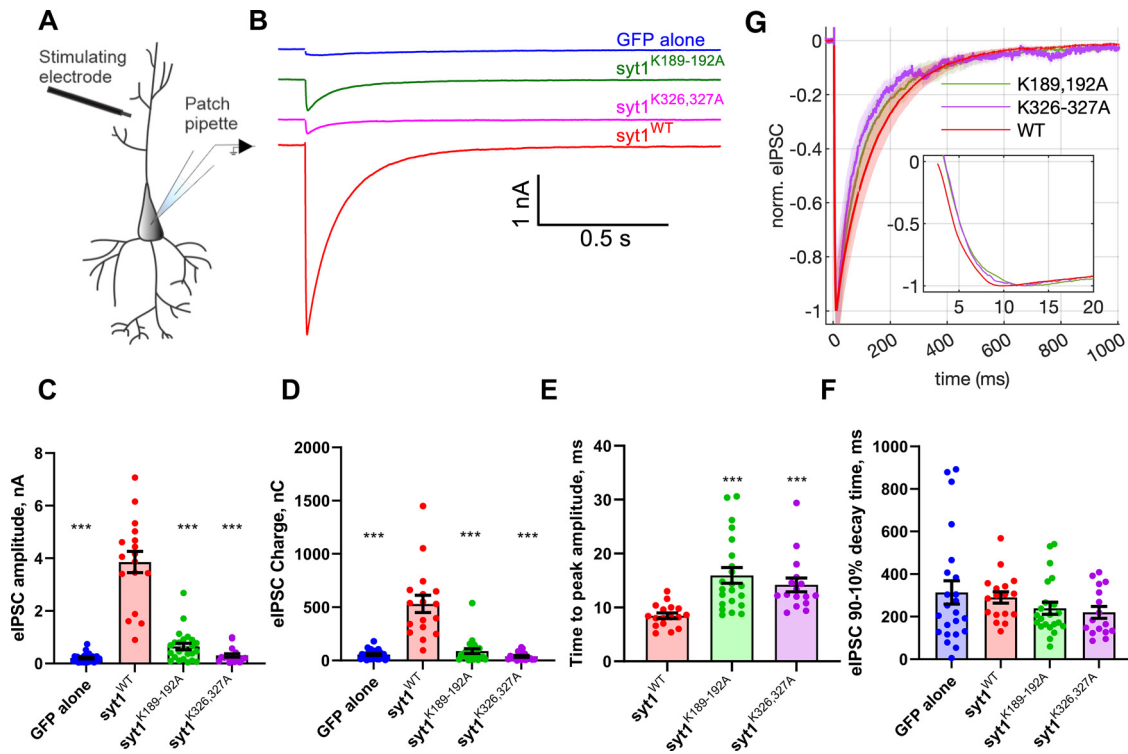 A
Stimulating
electrode
Patch
pipette
B
GFP alone
syt1K189-192A
syt1K326,327A
syt1WT
1 nA
0.5 s
G
norm. eIPSC
0
-0.2
-0.4
-0.6
-0.8
-1
K189,192A
K326-327A
WT
0
-0.5
-1
5 10 15 20
0 200 400 600 800 1000
time (ms)
C
eIPSC amplitude, nA
8
6
4
2
0
*** *** ***
GFP alone
syt1WT
syt1K189-192A
syt1K326,327A
D
eIPSC Charge, nC
2000
1500
1000
500
0
*** *** ***
GFP alone
syt1WT
syt1K189-192A
syt1K326,327A
E
Time to peak amplitude, ms
40
30
20
10
0
*** ***
syt1WT
syt1K189-192A
syt1K326,327A
F
eIPSC 90-10% decay time, ms
1000
800
600
400
200
0
GFP alone
syt1WT
syt1K189-192A
syt1K326,327A